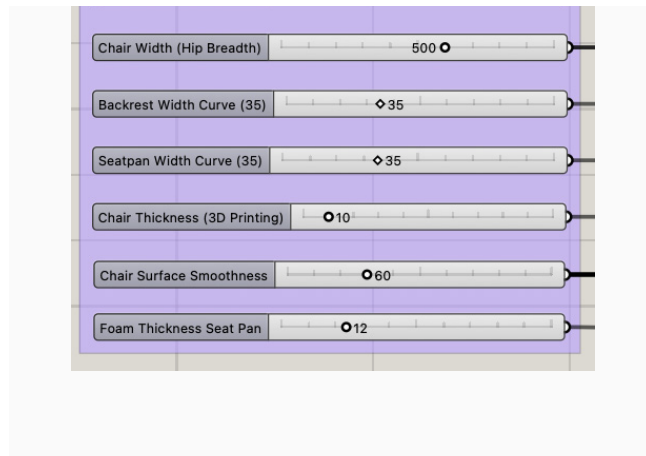 Chair Width (Hip Breadth) 500
Backrest Width Curve (35) 35
Seatpan Width Curve (35) 35
Chair Thickness (3D Printing) 10
Chair Surface Smoothness 60
Foam Thickness Seat Pan 12